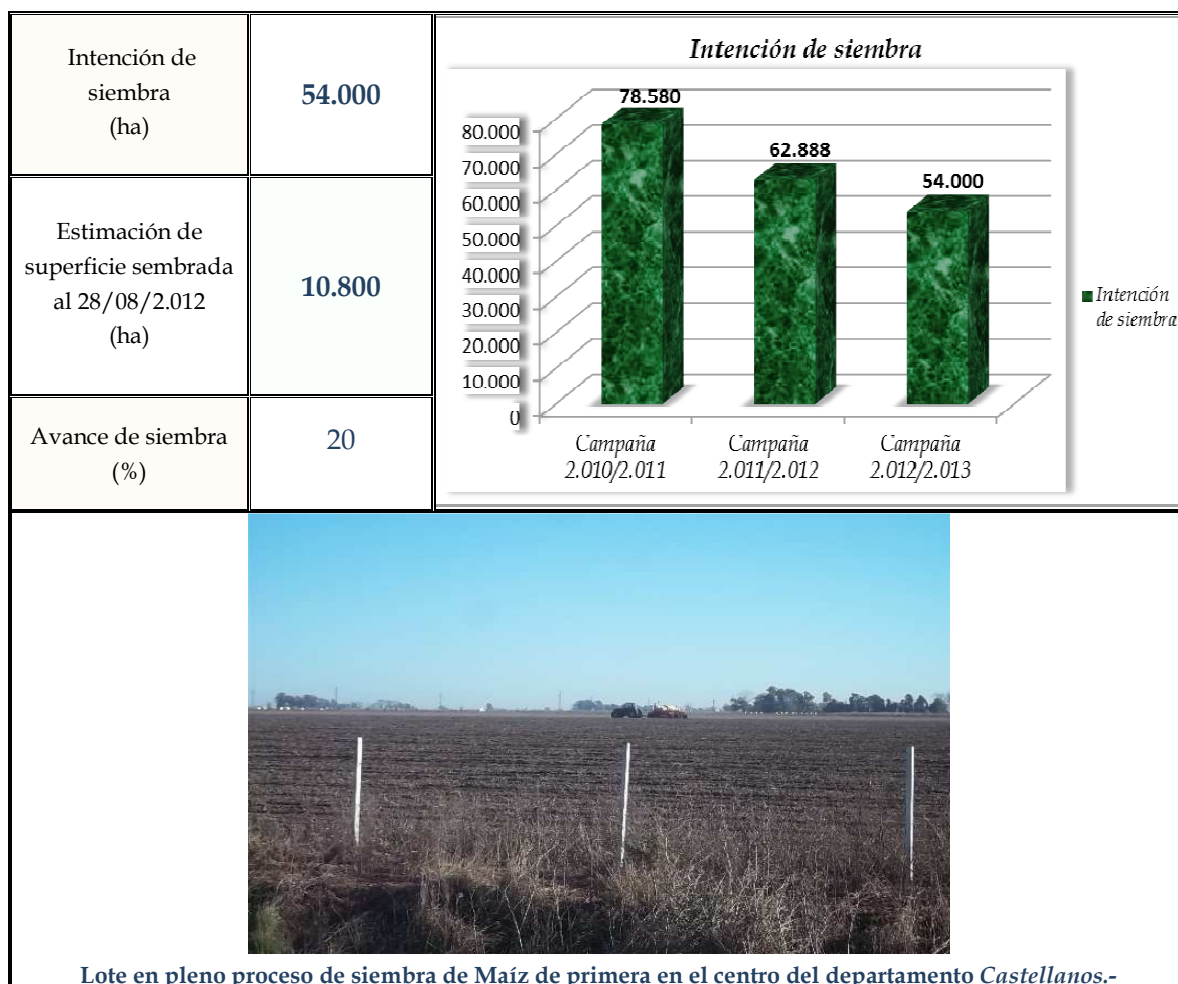 Intención de
siembra
(ha)
54.000
Estimación de
superficie sembrada
al 28/08/2.012
(ha)
10.800
Avance de siembra
(%)
20
Intención de siembra
80.000
70.000
60.000
50.000
40.000
30.000
20.000
10.000
0
78.580
62.888
54.000
Campaña
2.010/2.011
Campaña
2.011/2.012
Campaña
2.012/2.013
Intención
de siembra
Lote en pleno proceso de siembra de Maíz de primera en el centro del departamento Castellanos.-